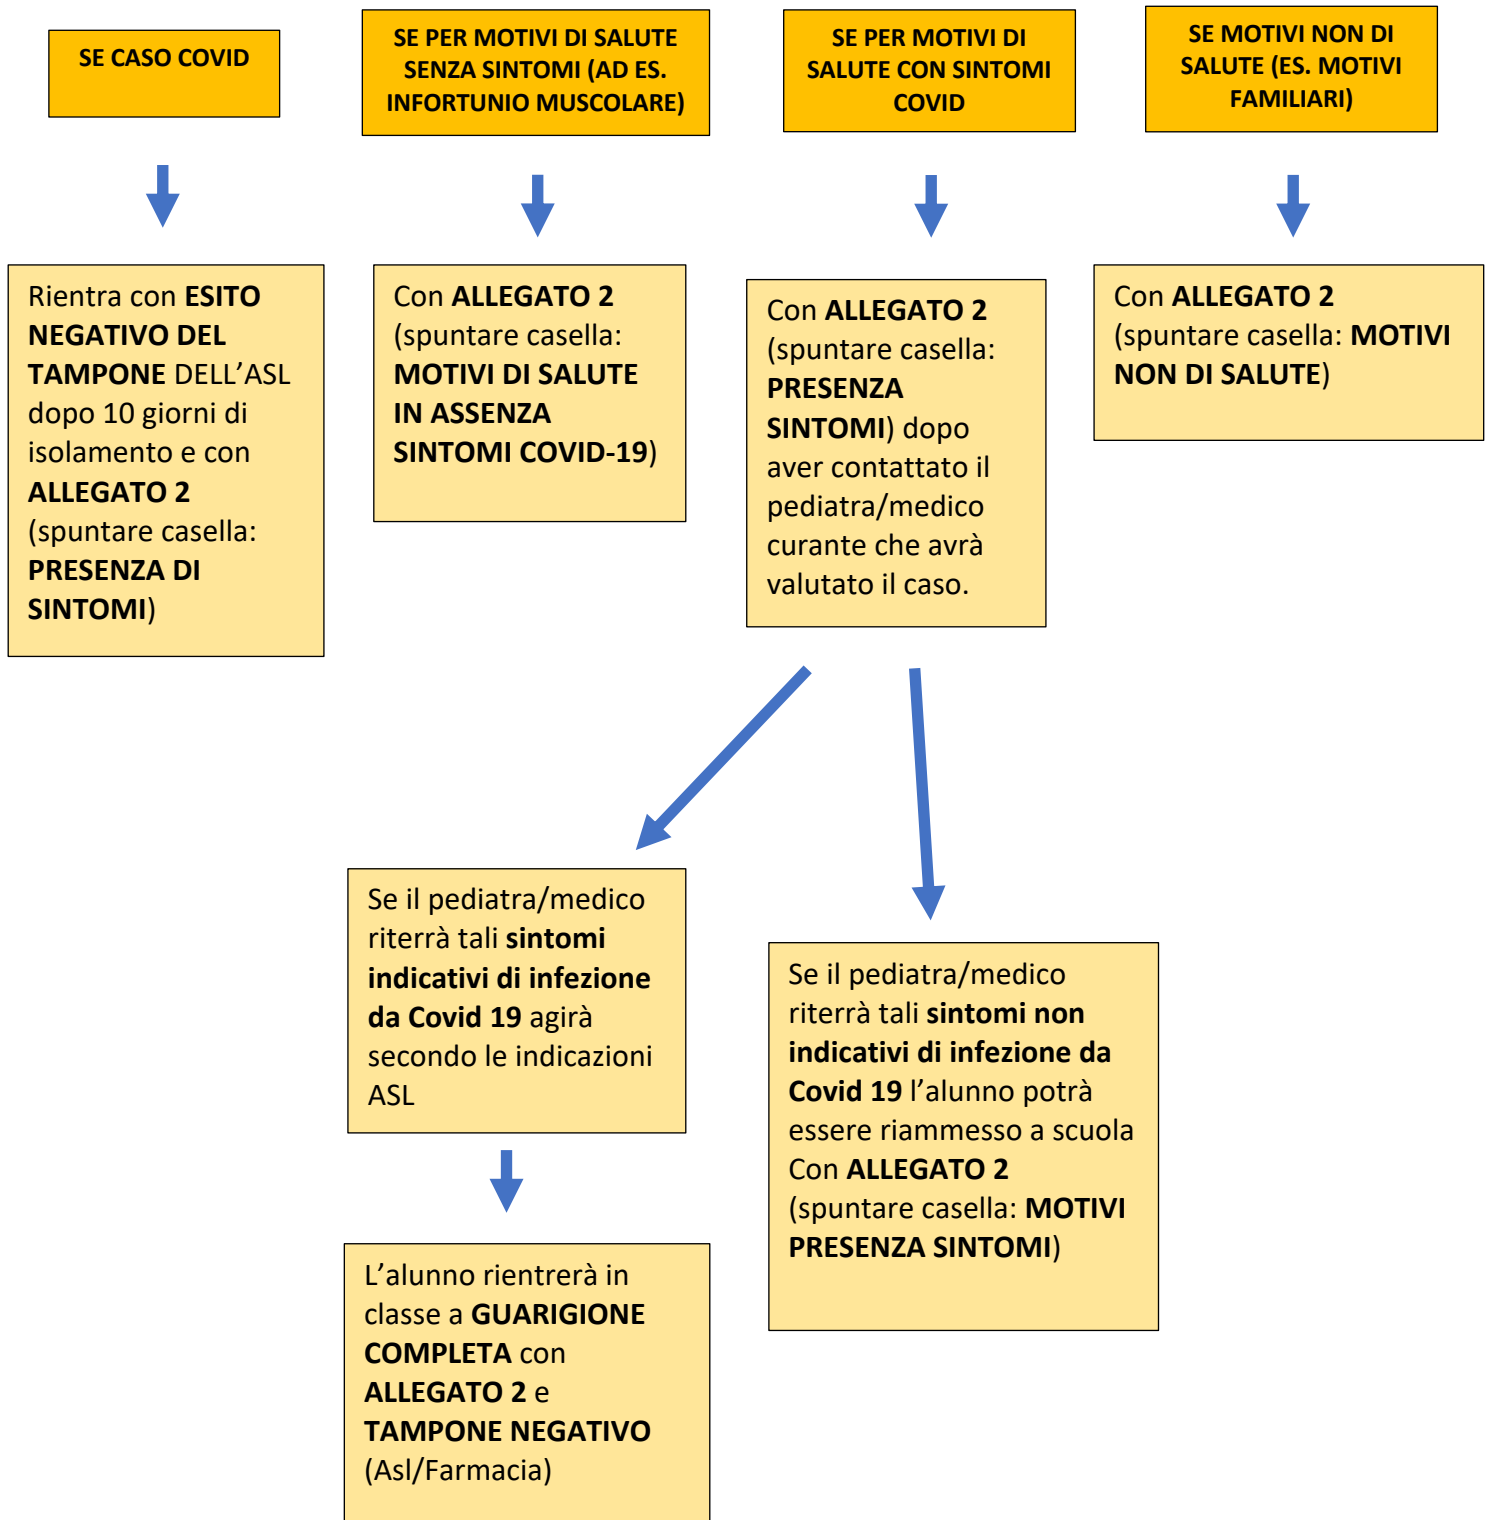 SE CASO COVID
SE PER MOTIVI DI SALUTE
SENZA SINTOMI (AD ES.
INFORTUNIO MUSCOLARE)
SE PER MOTIVI DI
SALUTE CON SINTOMI
COVID
SE MOTIVI NON DI
SALUTE (ES. MOTIVI
FAMILIARI)
Rientra con ESITO
NEGATIVO DEL
TAMPONE DELL’ASL
dopo 10 giorni di
isolamento e con
ALLEGATO 2
(spuntare casella:
PRESENZA DI
SINTOMI)
Con ALLEGATO 2
(spuntare casella:
MOTIVI DI SALUTE
IN ASSENZA
SINTOMI COVID-19)
Con ALLEGATO 2
(spuntare casella:
PRESENZA
SINTOMI) dopo
aver contattato il
pediatra/medico
curante che avrà
valutato il caso.
Con ALLEGATO 2
(spuntare casella: MOTIVI
NON DI SALUTE)
Se il pediatra/medico
riterrà tali sintomi
indicativi di infezione
da Covid 19 agirà
secondo le indicazioni
ASL
Se il pediatra/medico
riterrà tali sintomi non
indicativi di infezione da
Covid 19 l’alunno potrà
essere riammesso a scuola
Con ALLEGATO 2
(spuntare casella: MOTIVI
PRESENZA SINTOMI)
L’alunno rientrerà in
classe a GUARIGIONE
COMPLETA con
ALLEGATO 2 e
TAMPONE NEGATIVO
(Asl/Farmacia)